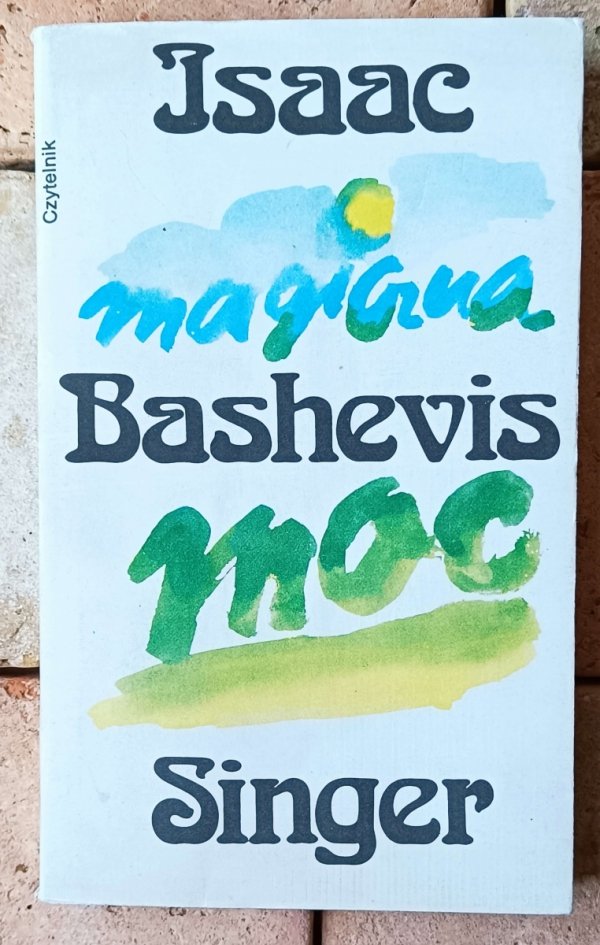 Isaac
Czytelnik
magiczna
Bashevis
moc
Singer